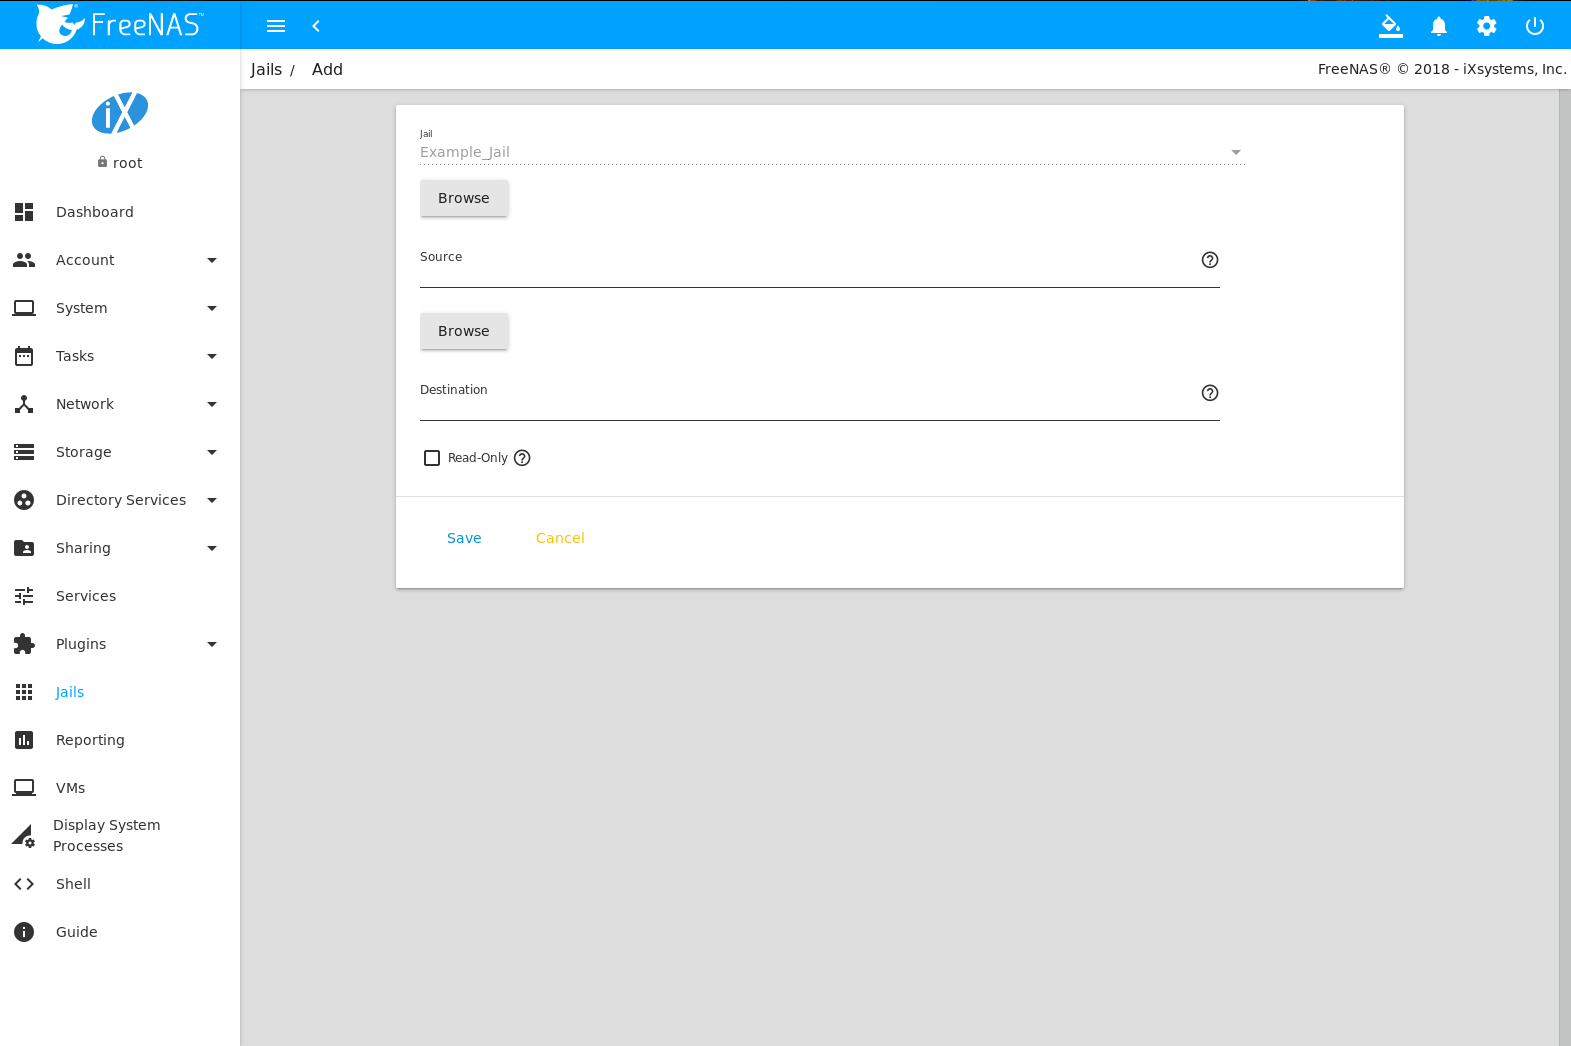 FreeNAS™
Jails / Add
FreeNAS® © 2018 - iXsystems, Inc.
iX
root
Dashboard
Account
System
Tasks
Network
Storage
Directory Services
Sharing
Services
Plugins
Jails
Reporting
VMs
Display System
Processes
Shell
Guide
Jail
Example_Jail
Browse
Source
Browse
Destination
Read-Only
Save Cancel